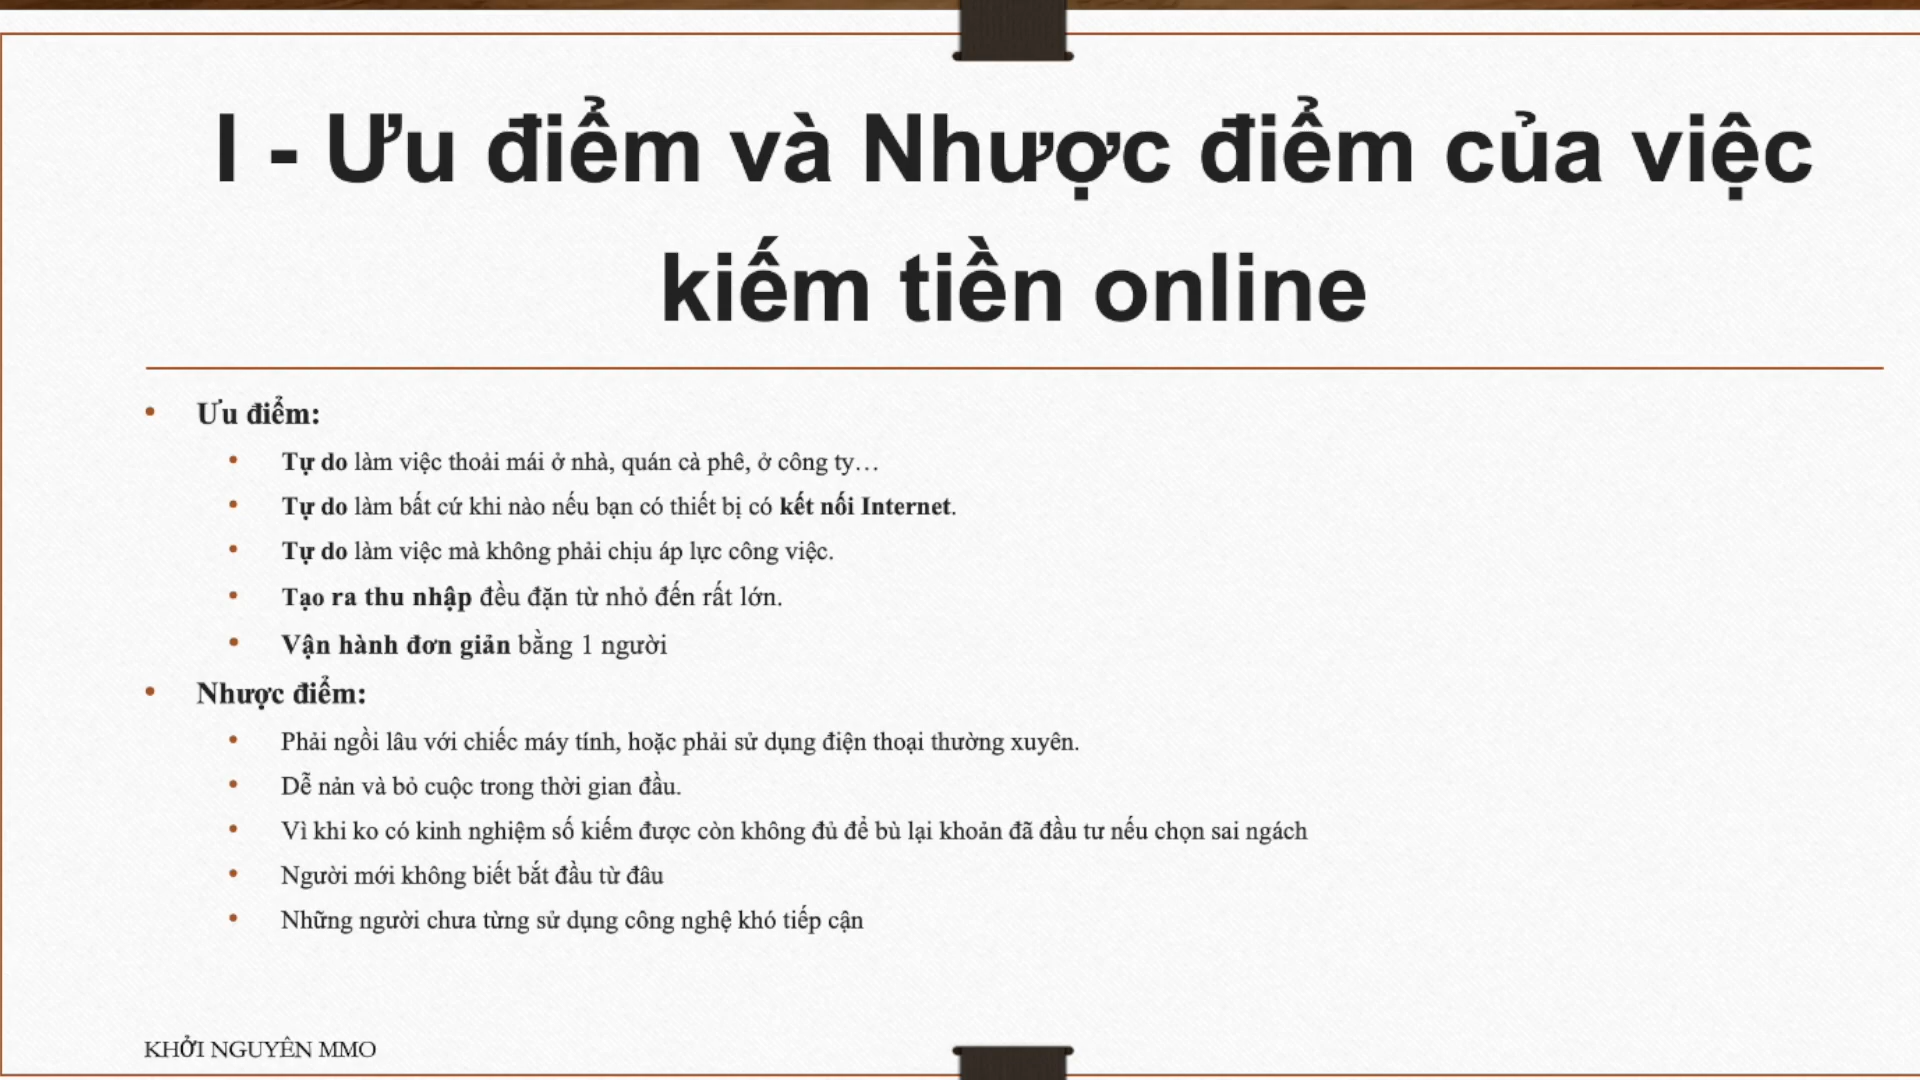 I - Ưu điểm và Nhược điểm của việc
kiếm tiền online
• Ưu điểm:
• Tự do làm việc thoải mái ở nhà, quán cà phê, ở công ty…
• Tự do làm bất cứ khi nào nếu bạn có thiết bị có kết nối Internet.
• Tự do làm việc mà không phải chịu áp lực công việc.
• Tạo ra thu nhập đều đặn từ nhỏ đến rất lớn.
• Vận hành đơn giản bằng 1 người
• Nhược điểm:
• Phải ngồi lâu với chiếc máy tính, hoặc phải sử dụng điện thoại thường xuyên.
• Dễ nản và bỏ cuộc trong thời gian đầu.
• Vì khi ko có kinh nghiệm số kiếm được còn không đủ để bù lại khoản đã đầu tư nếu chọn sai ngách
• Người mới không biết bắt đầu từ đâu
• Những người chưa từng sử dụng công nghệ khó tiếp cận
KHỞI NGUYÊN MMO